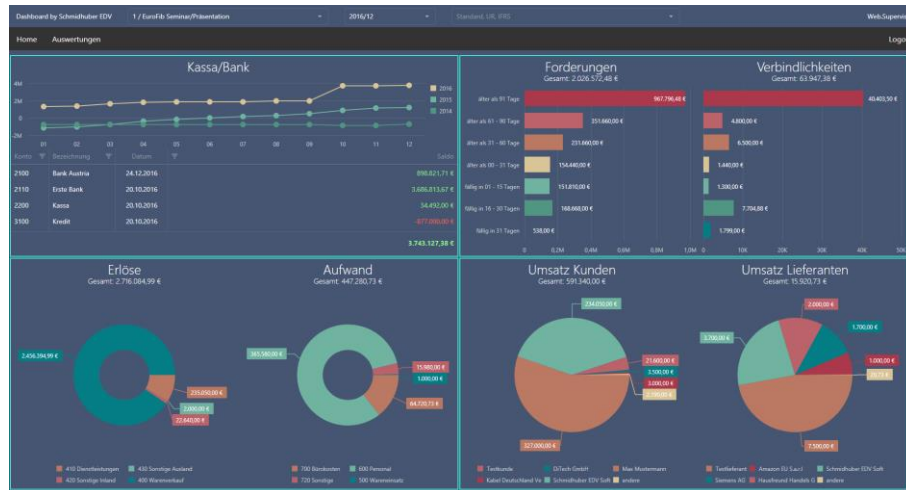 Dashboard by Schmidhuber EDV 1 / EuroFib Seminar/Präsentation 2016/12 Standard, UR, IFRS Web.Supervis
Home Auswertungen Logo
Kassa/Bank
4M
2M
0
-2M
01 02 03 04 05 06 07 08 09 10 11 12
2016
2015
2014
Konto Bezeichnung Datum Saldo
2100 Bank Austria 24.12.2016 898.821,71 €
2110 Erste Bank 20.10.2016 3.686.813,67 €
2200 Kassa 20.10.2016 54.492,00 €
3100 Kredit 20.10.2016 -877.000,00 €
3.743.127,38 €
Forderungen
Gesamt: 2.026.572,48 €
älter als 91 Tage 967.796,48 €
älter als 61 - 90 Tage 351.660,00 €
älter als 31 - 60 Tage 231.660,00 €
älter als 00 - 31 Tage 154.440,00 €
fällig in 01 - 15 Tagen 151.810,00 €
fällig in 16 - 30 Tagen 168.668,00 €
fällig in 31 Tagen 538,00 €
0 0,2M 0,4M 0,6M 0,8M 1,0M
Verbindlichkeiten
Gesamt: 63.947,38 €
40.403,50 €
4.800,00 €
6.500,00 €
1.440,00 €
1.300,00 €
7.704,88 €
1.799,00 €
0 10K 20K 30K 40K 50K
Erlöse
Gesamt: 2.716.084,99 €
2.456.394,99 €
235.050,00 €
2.000,00 €
22.640,00 €
410 Dienstleistungen 430 Sonstige Ausland
420 Sonstige Inland 400 Warenverkauf
Aufwand
Gesamt: 447.280,73 €
365.580,00 €
15.980,00 €
1.000,00 €
64.720,73 €
700 Bürokosten 600 Personal
720 Sonstige 500 Wareneinsatz
Umsatz Kunden
Gesamt: 591.340,00 €
234.050,00 €
21.600,00 €
3.500,00 €
3.000,00 €
2.190,00 €
327.000,00 €
Testkunde DiTech GmbH Max Mustermann
Kabel Deutschland Ve Schmidhuber EDV Soft andere
Umsatz Lieferanten
Gesamt: 15.920,73 €
2.000,00 €
1.700,00 €
3.700,00 €
1.000,00 €
20,73 €
7.500,00 €
Testlieferant Amazon EU S.a.r.l Schmidhuber EDV Soft
Siemens AG Hausfreund Handels G andere